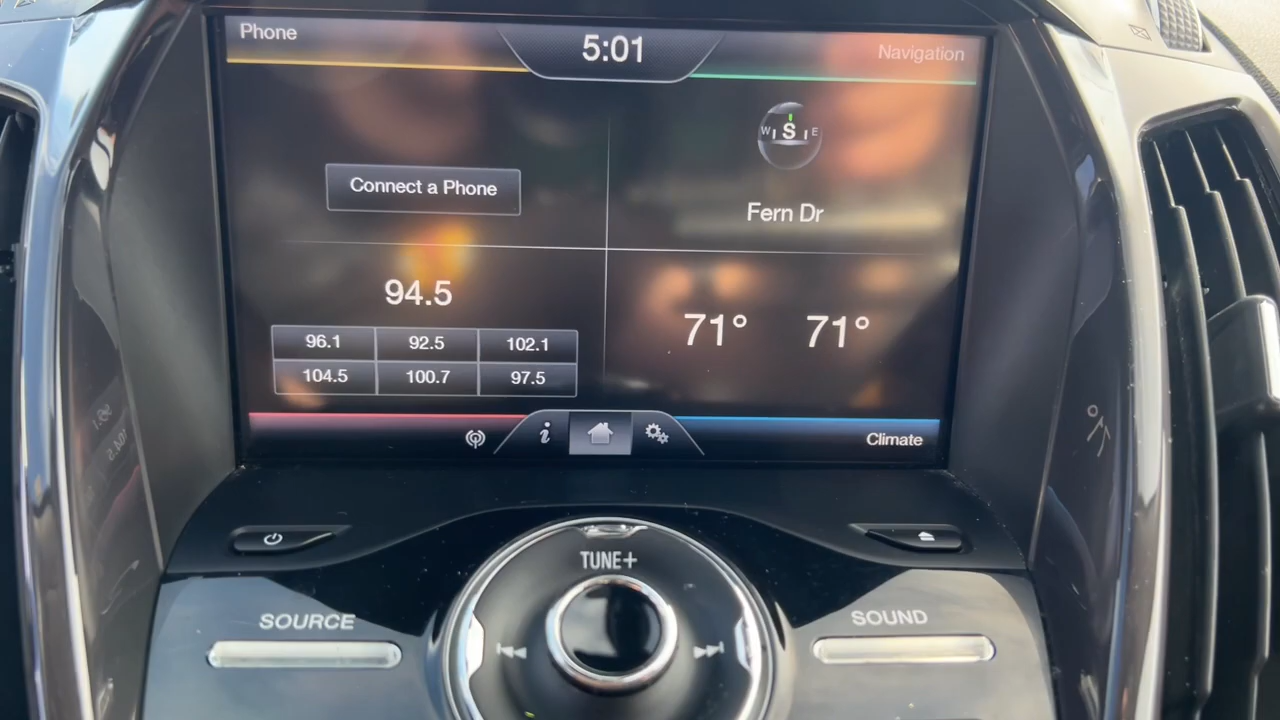 Phone
5:01
Navigation
W S E
Connect a Phone
Fern Dr
94.5
71° 71°
96.1 92.5 102.1
104.5 100.7 97.5
i
Climate
TUNE+
SOURCE
SOUND